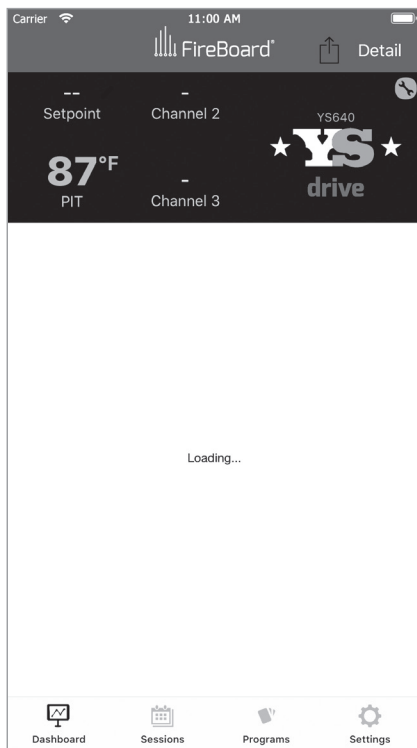 Carrier 11:00 AM
FireBoard® Detail
-- -
Setpoint Channel 2
YS640
YS
drive
87°F
PIT
-
Channel 3
Loading...
Dashboard Sessions Programs Settings